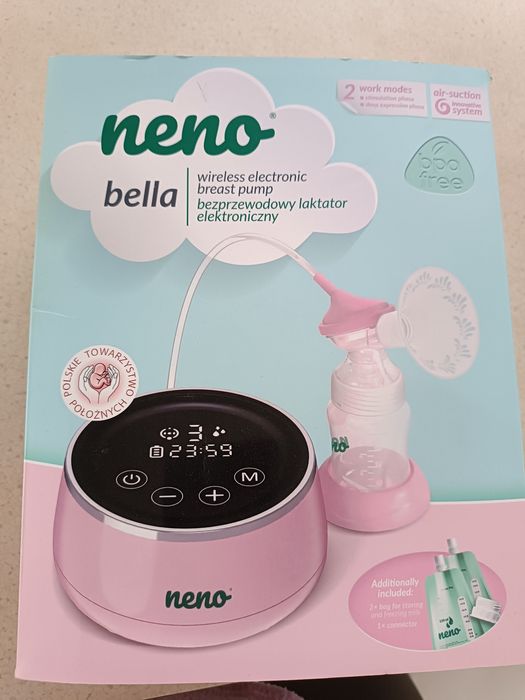 2 work modes
• stimulation phase
• deep expression phase
air-suction
innovative
system
neno®
bpa
free
bella
wireless electronic
breast pump
bezprzewodowy laktator
elektroniczny
POLSKIE TOWARZYSTWO
POŁOŻNYCH
3
23:59
M
neno
neno
Additionally
included:
2× bag for storing
and freezing milk
1× connector
neno